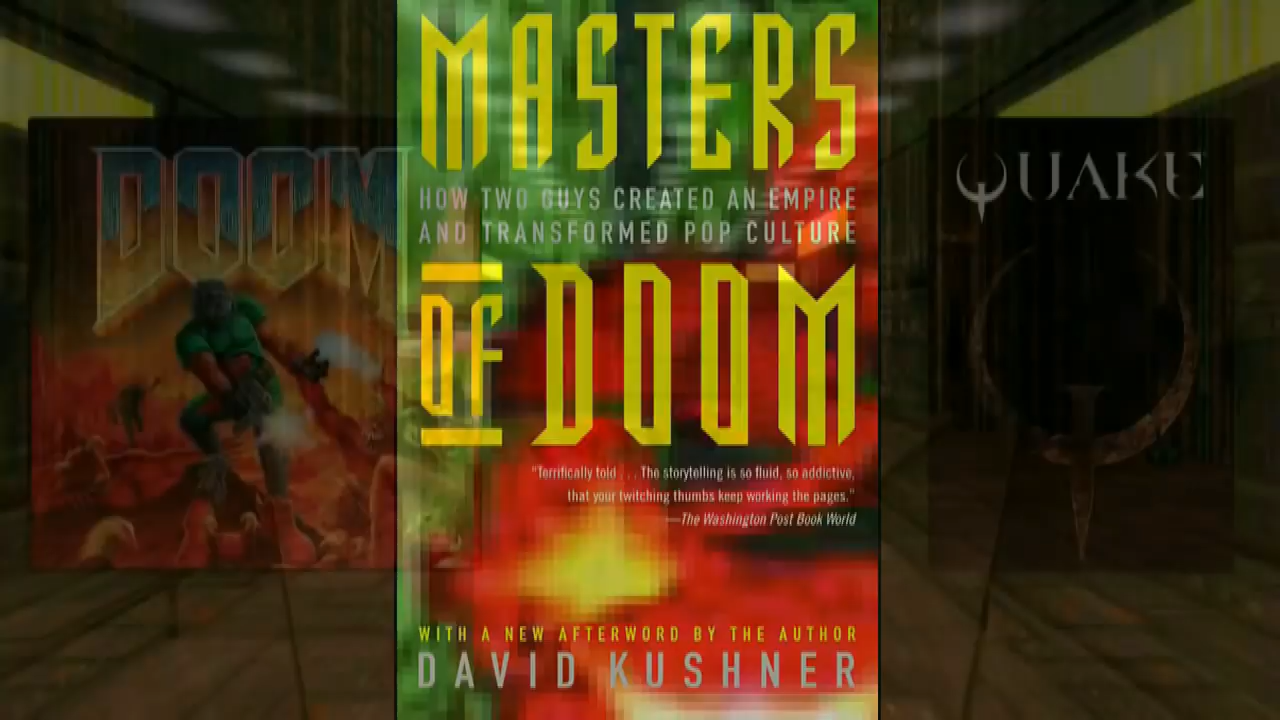 MASTERS
HOW TWO GUYS CREATED AN EMPIRE
AND TRANSFORMED POP CULTURE
OF DOOM
"Terrifically told . . . The storytelling is so fluid, so addictive,
that your twitching thumbs keep working the pages."
—The Washington Post Book World
WITH A NEW AFTERWORD BY THE AUTHOR
DAVID KUSHNER
DOOM
QUAKE